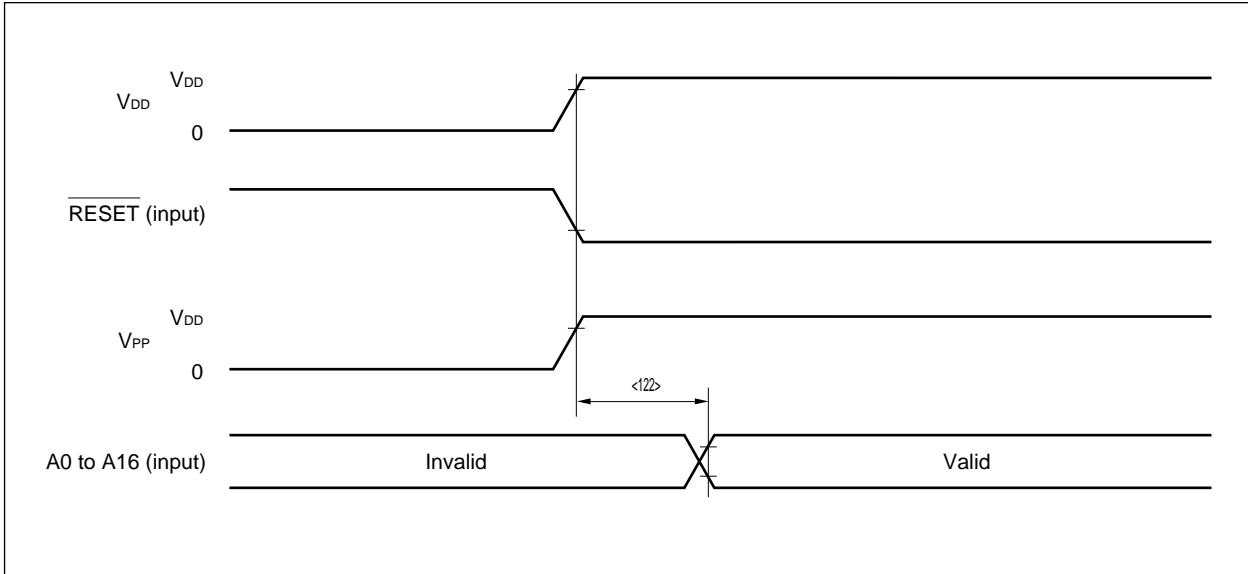 VDD
VDD
0
RESET (input)
VDD
VPP
0
<122>
A0 to A16 (input) Invalid Valid